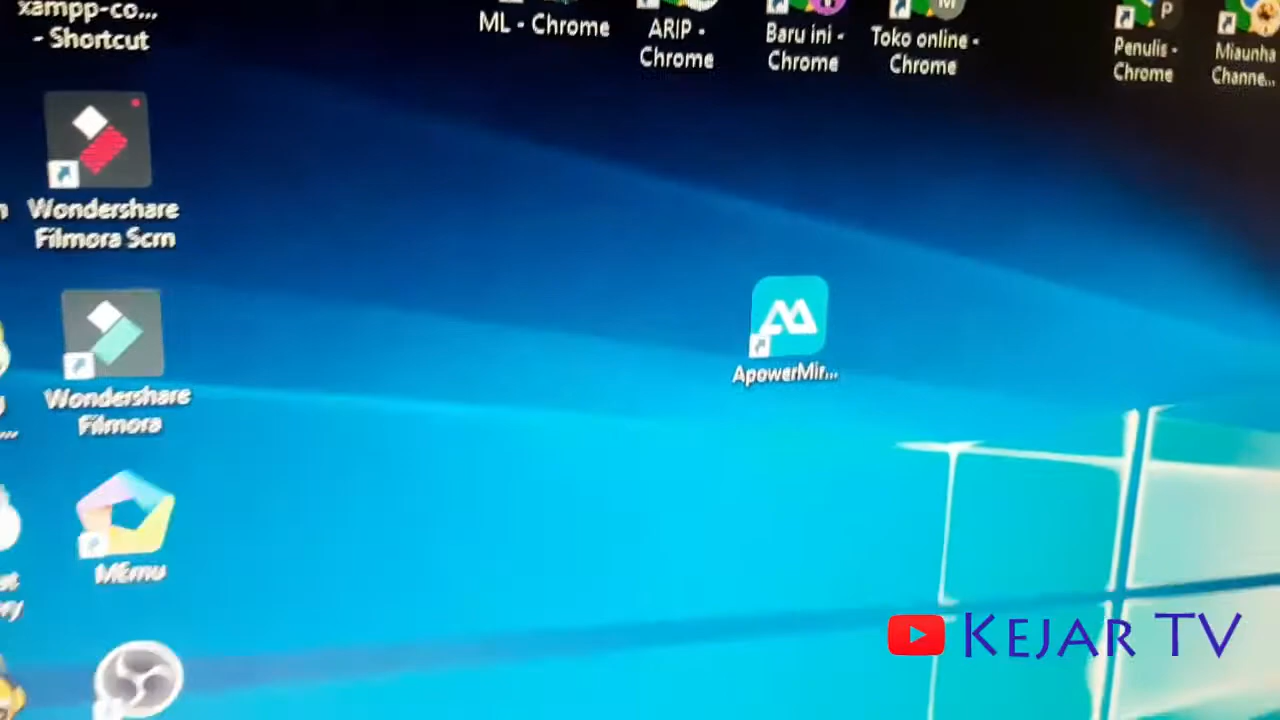 xampp-co...
- Shortcut
ML - Chrome
ARIP -
Chrome
Baru ini -
Chrome
Toko online -
Chrome
Penulis -
Chrome
Miaunha
Channe...
Wondershare
Filmora Scrn
ApowerMir...
Wondershare
Filmora
MEmu
KEJAR TV